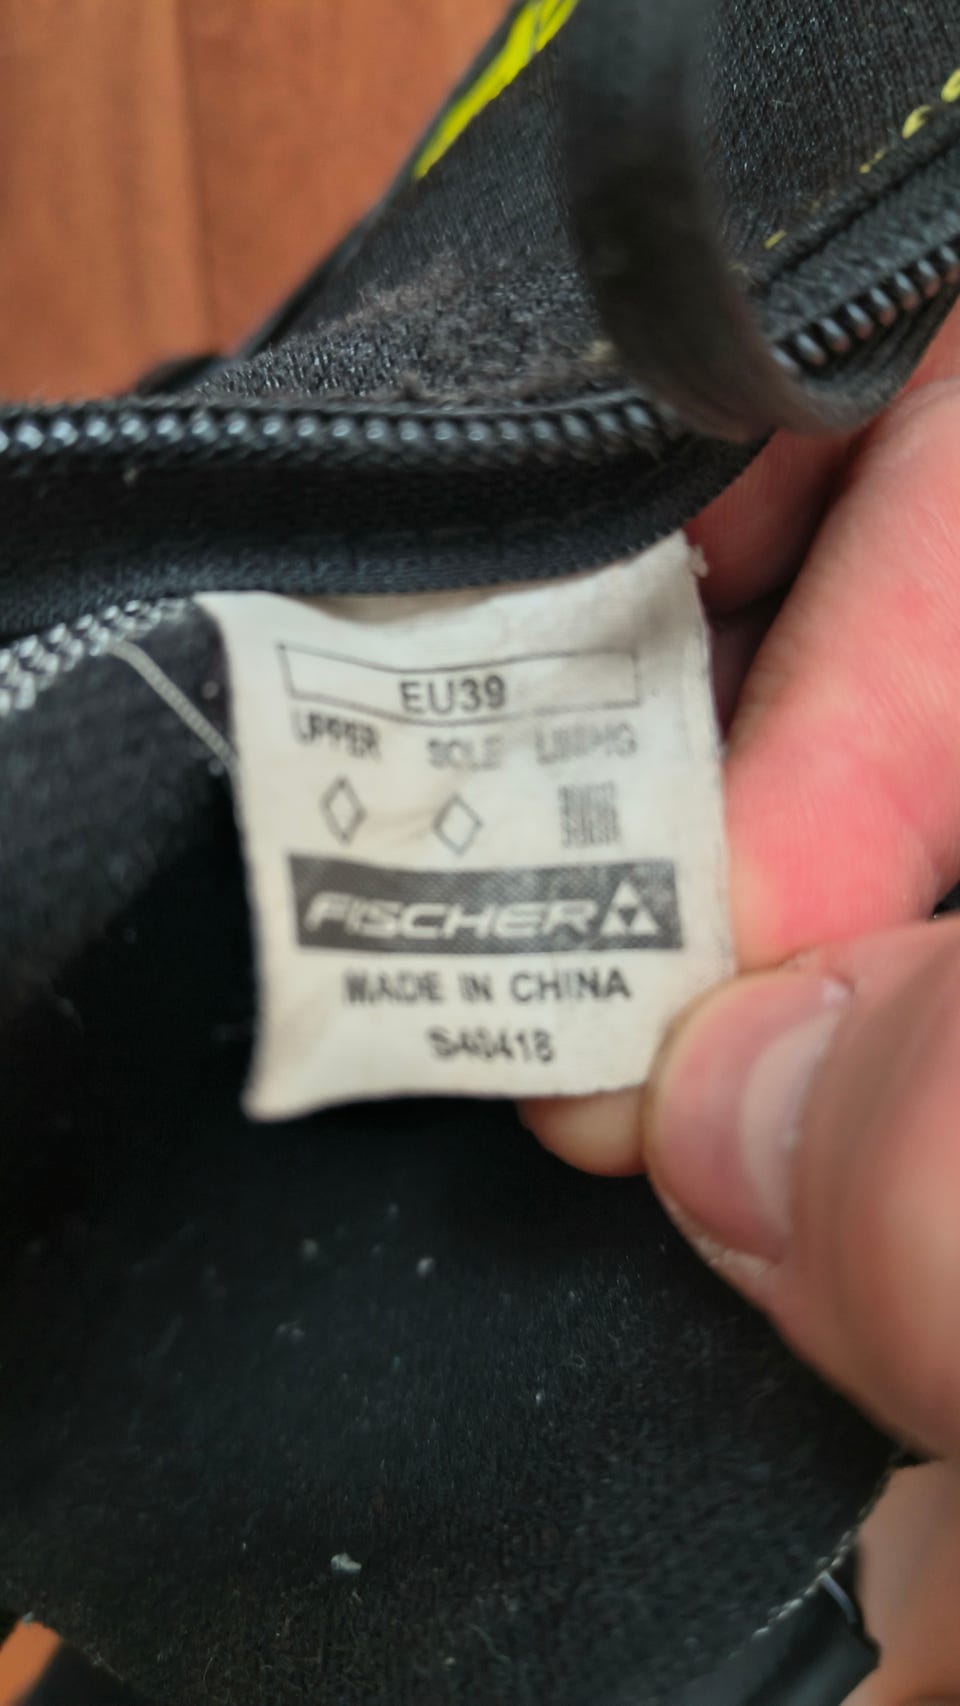 EU39
UPPER SOLE LINING
FISCHER
MADE IN CHINA
S40418